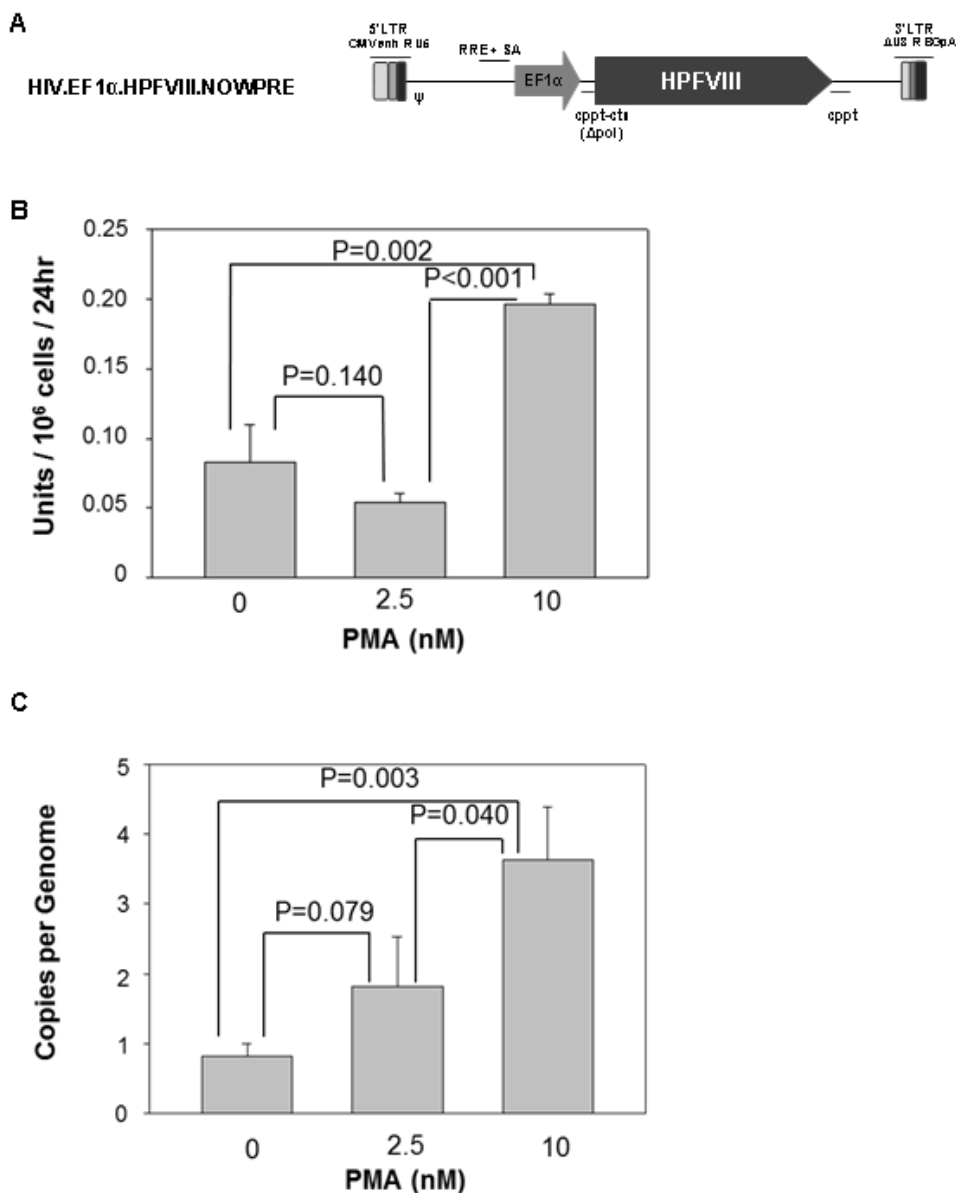 A
5'LTR
CMVenh R U5
3'LTR
ΔU3 R BGpA
RRE+ SA
HIV.EF1α.HPFVIII.NOWPRE
EF1α
HPFVIII
Ψ
cppt-cts
(Δpol)
cppt
B
0.25
0.20
0.15
0.10
0.05
0
Units / 10⁶ cells / 24hr
P=0.002
P<0.001
P=0.140
0 2.5 10
PMA (nM)
C
5
4
3
2
1
0
Copies per Genome
P=0.003
P=0.040
P=0.079
0 2.5 10
PMA (nM)